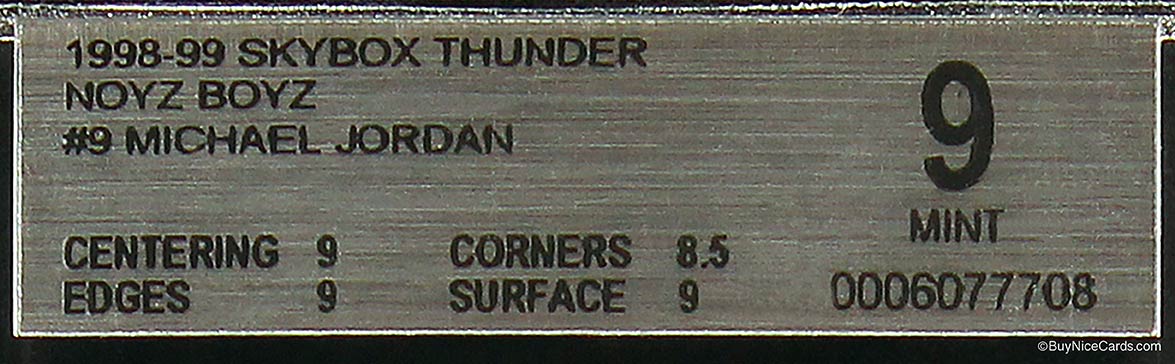 1998-99 SKYBOX THUNDER
NOYZ BOYZ
#9 MICHAEL JORDAN
9
MINT
CENTERING 9 CORNERS 8.5
EDGES 9 SURFACE 9
0006077708
©BuyNiceCards.com